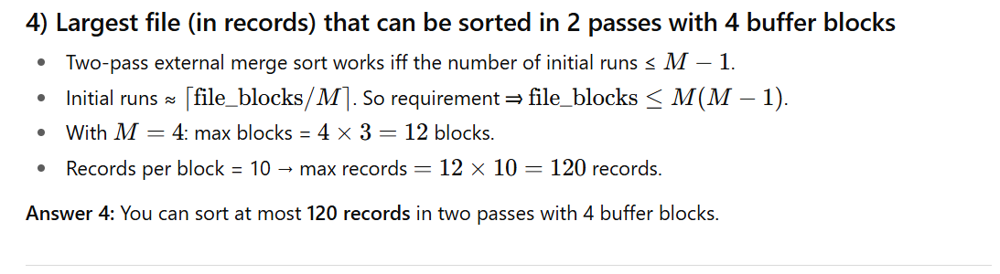 4) Largest file (in records) that can be sorted in 2 passes with 4 buffer blocks
• Two-pass external merge sort works iff the number of initial runs ≤ M − 1.
• Initial runs ≈ ⌈file_blocks/M⌉. So requirement ⇒ file_blocks ≤ M(M − 1).
• With M = 4: max blocks = 4 × 3 = 12 blocks.
• Records per block = 10 → max records = 12 × 10 = 120 records.
Answer 4: You can sort at most 120 records in two passes with 4 buffer blocks.